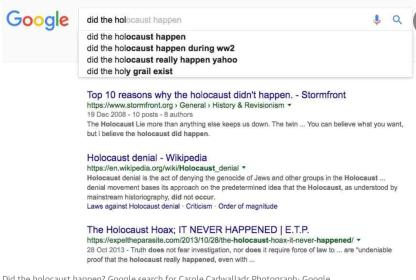 Google
did the holocaust happen
did the holocaust happen
did the holocaust happen during ww2
did the holocaust really happen yahoo
did the holy grail exist
Top 10 reasons why the holocaust didn't happen. - Stormfront
https://www.stormfront.org › General › History & Revisionism ▾
19 Dec 2008 - 10 posts - 8 authors
The Holocaust Lie more than anything else keeps us down. The twin ... You can believe what you want,
but i believe the holocaust did happen.
Holocaust denial - Wikipedia
https://en.wikipedia.org/wiki/Holocaust_denial ▾
Holocaust denial is the act of denying the genocide of Jews and other groups in the Holocaust ...
denial movement bases its approach on the predetermined idea that the Holocaust, as understood by
mainstream historiography, did not occur.
Laws against Holocaust denial · Criticism · Order of magnitude
The Holocaust Hoax; IT NEVER HAPPENED | E.T.P.
https://expeltheparasite.com/2013/10/28/the-holocaust-hoax-it-never-happened/ ▾
28 Oct 2013 - Truth does not fear investigation, nor does it require force of law to ... are "undeniable
proof that the holocaust really happened, even with ...
Did the holocaust happen? Google search for Carole Cadwalladr Photograph: Google